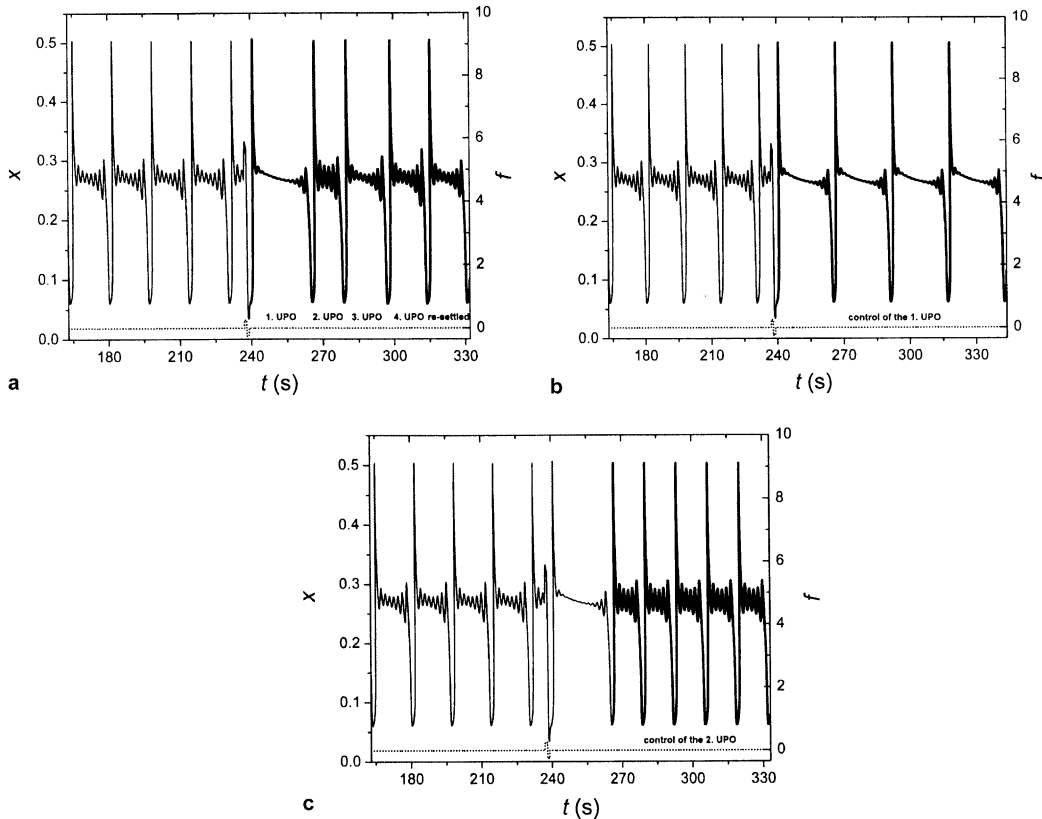 10
0.5
8
0.4
6
0.3
x
f
4
0.2
2
0.1
1. UPO 2. UPO 3. UPO 4. UPO re-settled
0
0.0
180 210 240 270 300 330
t (s)
a
10
0.5
8
0.4
6
0.3
x
f
4
0.2
2
0.1
control of the 1. UPO
0
0.0
180 210 240 270 300 330
t (s)
b
10
0.5
8
0.4
6
0.3
x
f
4
0.2
2
0.1
control of the 2. UPO
0
0.0
180 210 240 270 300 330
t (s)
c